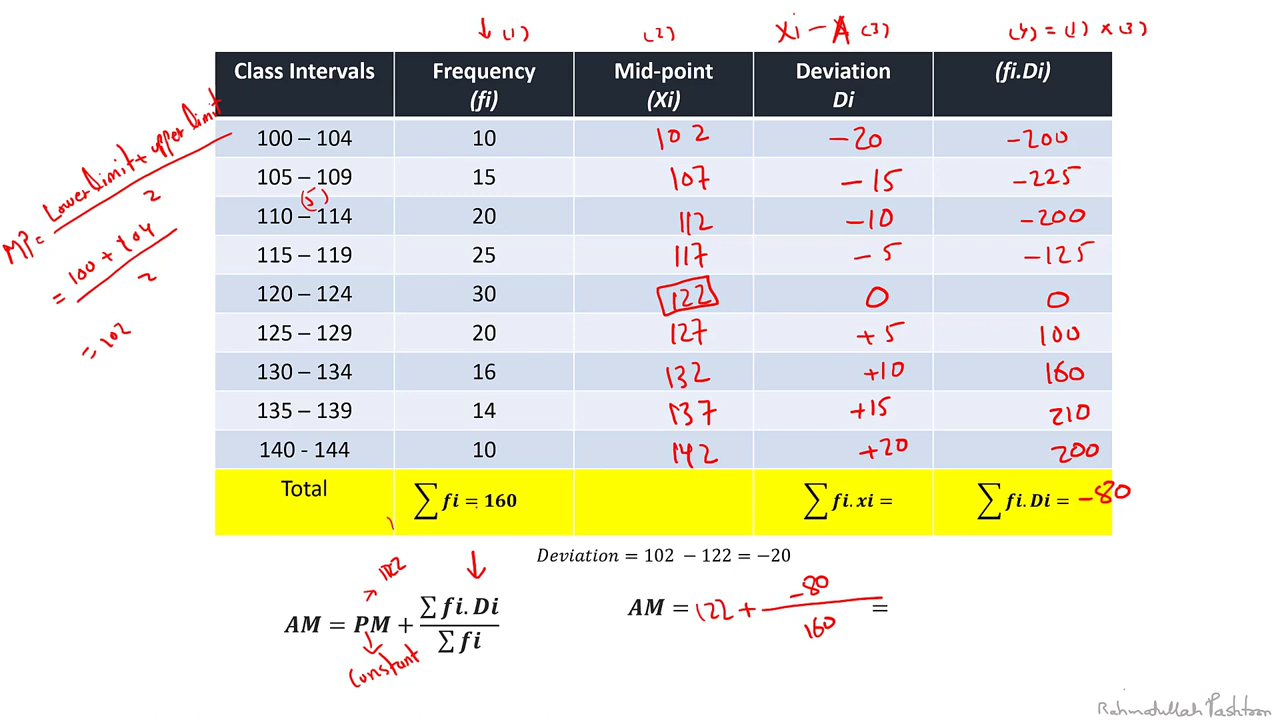 ↓ (1) (2) Xi − A (3) (4) = (1) × (3)
Class Intervals Frequency (fi) Mid-point (Xi) Deviation Di (fi.Di)
100 – 104 10 102 −20 −200
105 – 109 15 107 −15 −225
(5)
110 – 114 20 112 −10 −200
115 – 119 25 117 −5 −125
120 – 124 30 122 0 0
125 – 129 20 127 +5 100
130 – 134 16 132 +10 160
135 – 139 14 137 +15 210
140 - 144 10 142 +20 200
Total ∑ fi = 160 ∑ fi.xi = ∑ fi.Di = −80
MP = Lower limit + upper limit / 2
= 100 + 104 / 2
= 102
Deviation = 102 − 122 = −20
122
AM = PM + ∑ fi.Di / ∑ fi
Constant
AM = 122 + −80 / 160 =
Rahmatullah Pashtoon